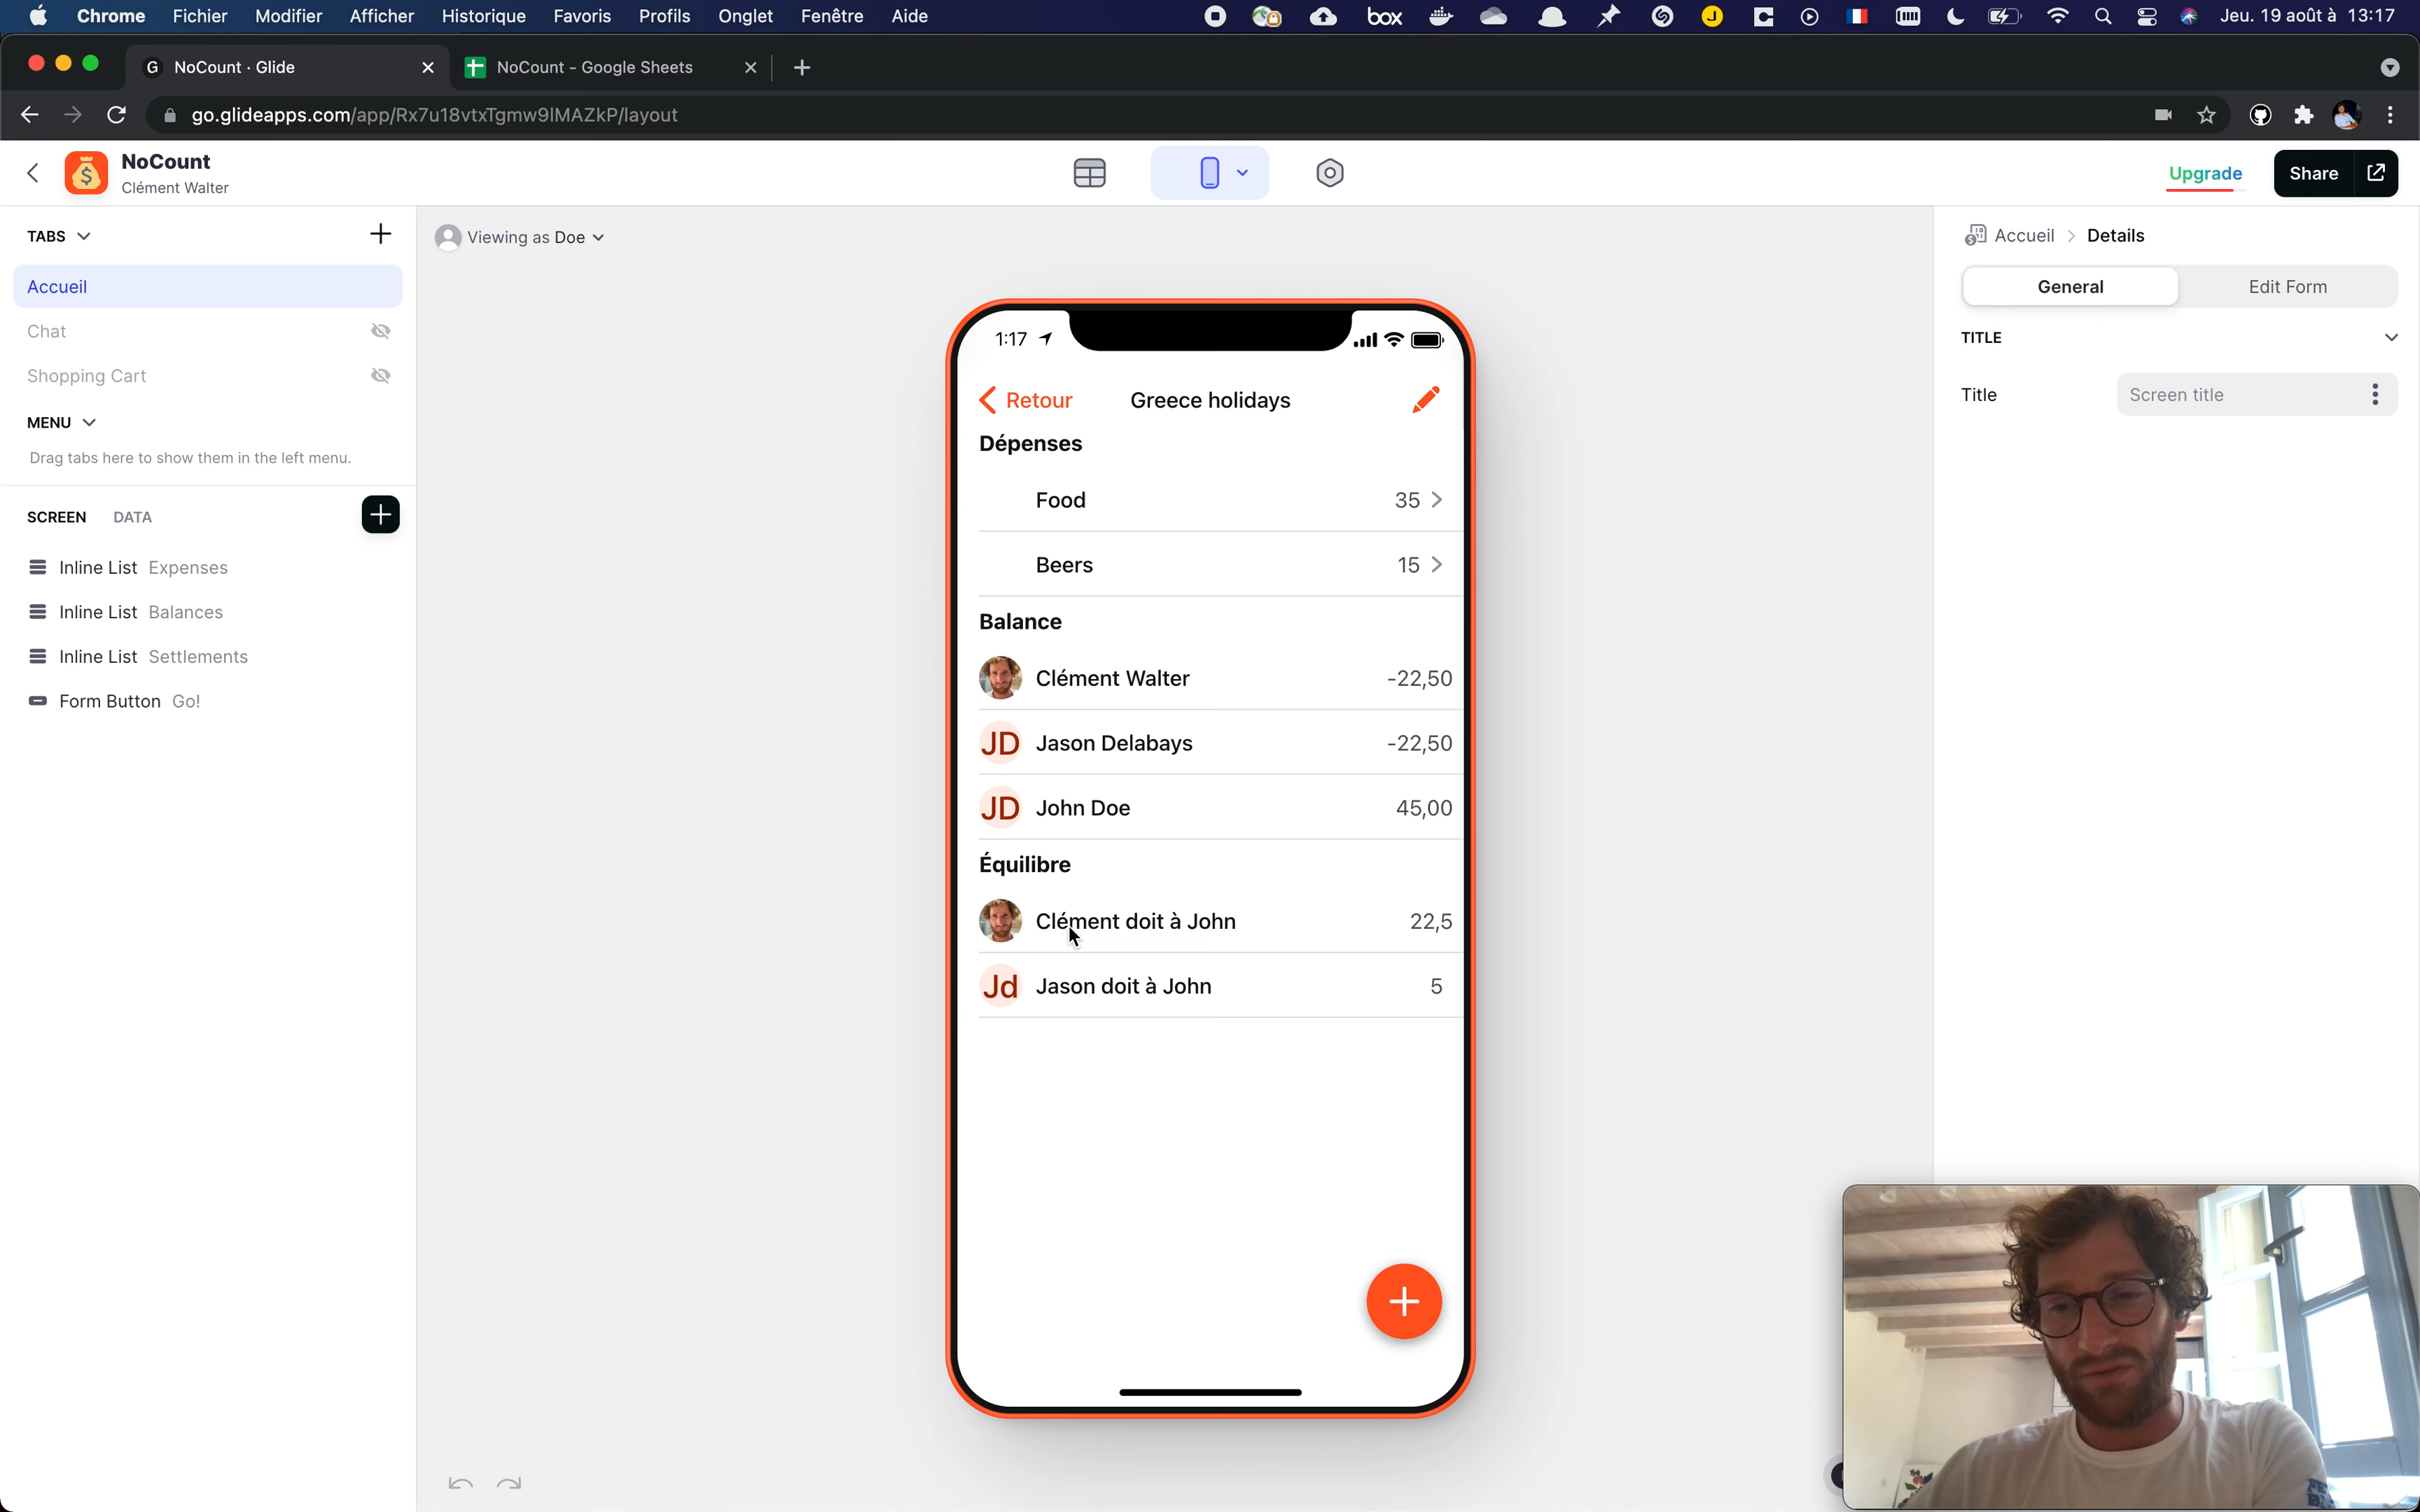 Chrome Fichier Modifier Afficher Historique Favoris Profils Onglet Fenêtre Aide box J Jeu. 19 août à 13:17
G NoCount · Glide NoCount - Google Sheets
go.glideapps.com/app/Rx7u18vtxTgmw9IMAZkP/layout
NoCount
Clément Walter
Upgrade Share
TABS
Accueil
Chat
Shopping Cart
MENU
Drag tabs here to show them in the left menu.
SCREEN DATA
Inline List Expenses
Inline List Balances
Inline List Settlements
Form Button Go!
Viewing as Doe
1:17
Retour Greece holidays
Dépenses
Food 35
Beers 15
Balance
Clément Walter -22,50
JD Jason Delabays -22,50
JD John Doe 45,00
Équilibre
Clément doit à John 22,5
Jd Jason doit à John 5
Accueil > Details
General Edit Form
TITLE
Title Screen title